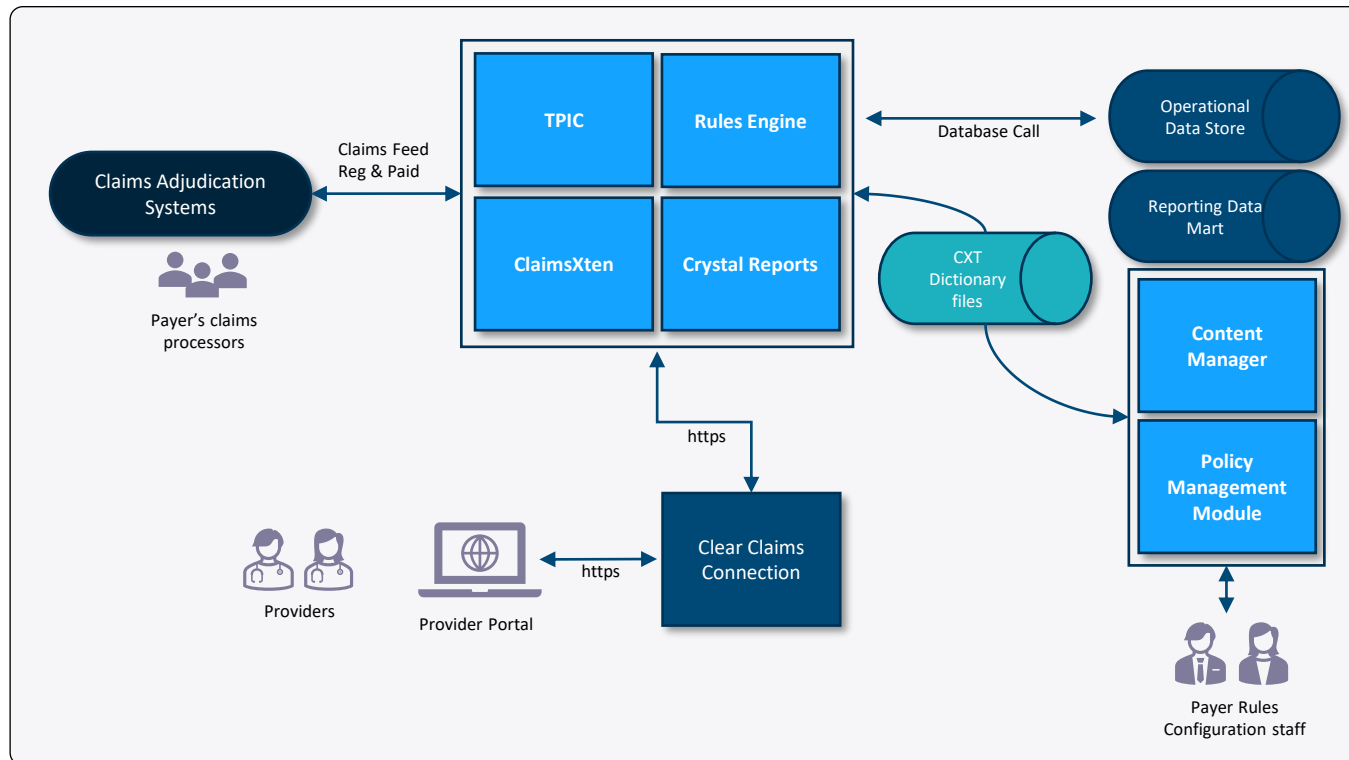 TPIC
Rules Engine
ClaimsXten
Crystal Reports
Claims Feed
Reg & Paid
Claims Adjudication
Systems
Payer’s claims
processors
Database Call
Operational
Data Store
Reporting Data
Mart
CXT
Dictionary
files
Content
Manager
Policy
Management
Module
https
Clear Claims
Connection
https
Providers
Provider Portal
Payer Rules
Configuration staff